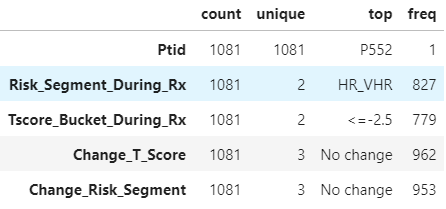 count unique top freq
Ptid 1081 1081 P552 1
Risk_Segment_During_Rx 1081 2 HR_VHR 827
Tscore_Bucket_During_Rx 1081 2 <=-2.5 779
Change_T_Score 1081 3 No change 962
Change_Risk_Segment 1081 3 No change 953